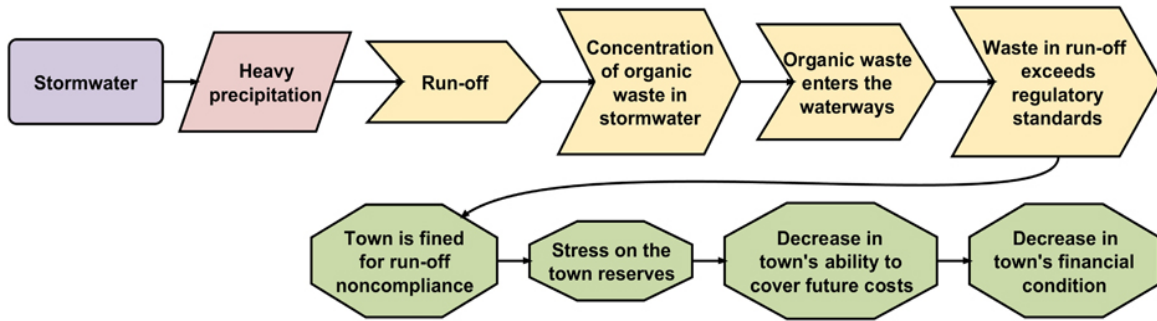 Stormwater
Heavy
precipitation
Run-off
Concentration
of organic
waste in
stormwater
Organic waste
enters the
waterways
Waste in run-off
exceeds
regulatory
standards
Town is fined
for run-off
noncompliance
Stress on the
town reserves
Decrease in
town's ability to
cover future costs
Decrease in
town's financial
condition